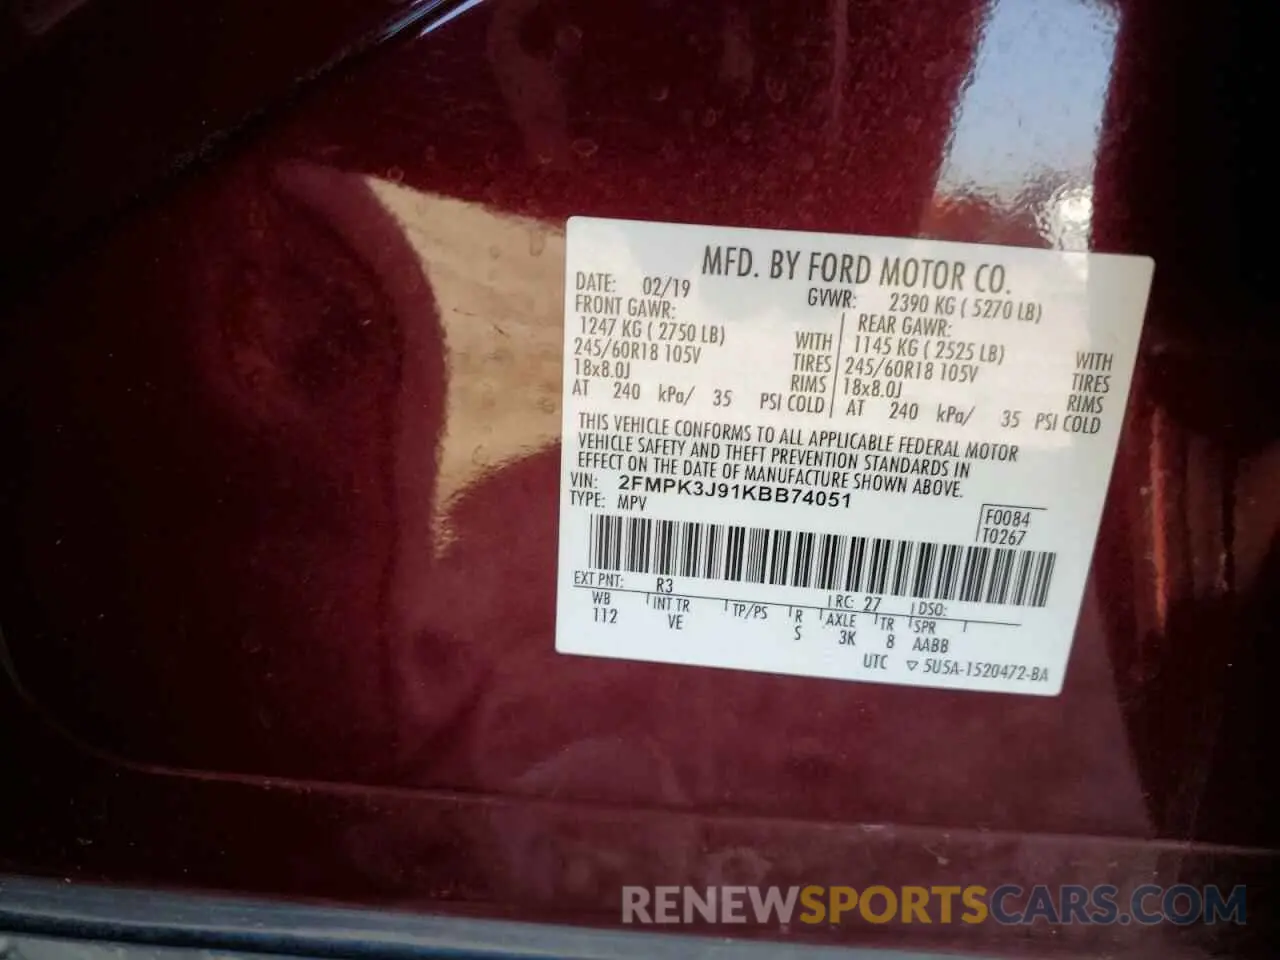 MFD. BY FORD MOTOR CO.
DATE: 02/19 GVWR: 2390 KG ( 5270 LB)
FRONT GAWR: REAR GAWR:
1247 KG ( 2750 LB) WITH 1145 KG ( 2525 LB) WITH
245/60R18 105V TIRES 245/60R18 105V TIRES
18x8.0J RIMS 18x8.0J RIMS
AT 240 kPa/ 35 PSI COLD AT 240 kPa/ 35 PSI COLD
THIS VEHICLE CONFORMS TO ALL APPLICABLE FEDERAL MOTOR
VEHICLE SAFETY AND THEFT PREVENTION STANDARDS IN
EFFECT ON THE DATE OF MANUFACTURE SHOWN ABOVE.
VIN: 2FMPK3J91KBB74051
TYPE: MPV
F0084
T0267
EXT PNT: R3 RC: 27 DSO:
WB INT TR TP/PS R AXLE TR SPR
112 VE S 3K 8 AABB
UTC ▽ 5U5A-1520472-BA
RENEWSPORTSCARS.COM